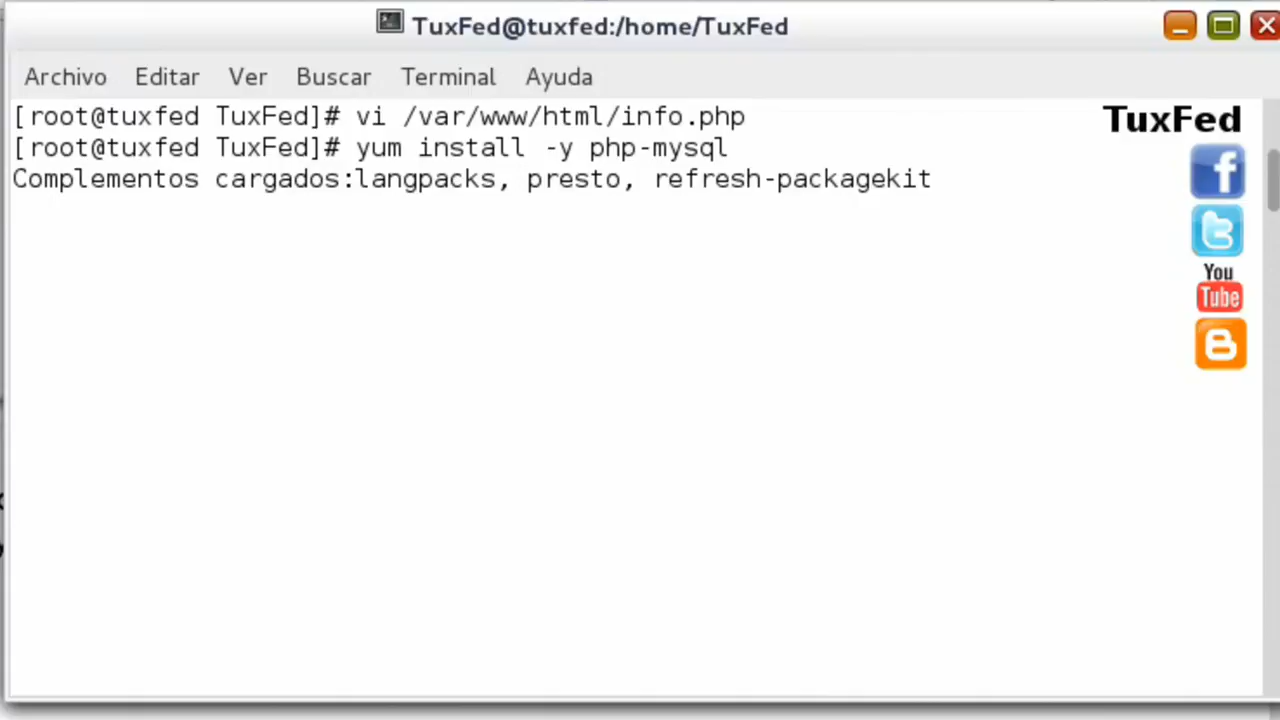 TuxFed@tuxfed:/home/TuxFed
Archivo Editar Ver Buscar Terminal Ayuda
[root@tuxfed TuxFed]# vi /var/www/html/info.php
[root@tuxfed TuxFed]# yum install -y php-mysql
Complementos cargados:langpacks, presto, refresh-packagekit
TuxFed
You
Tube